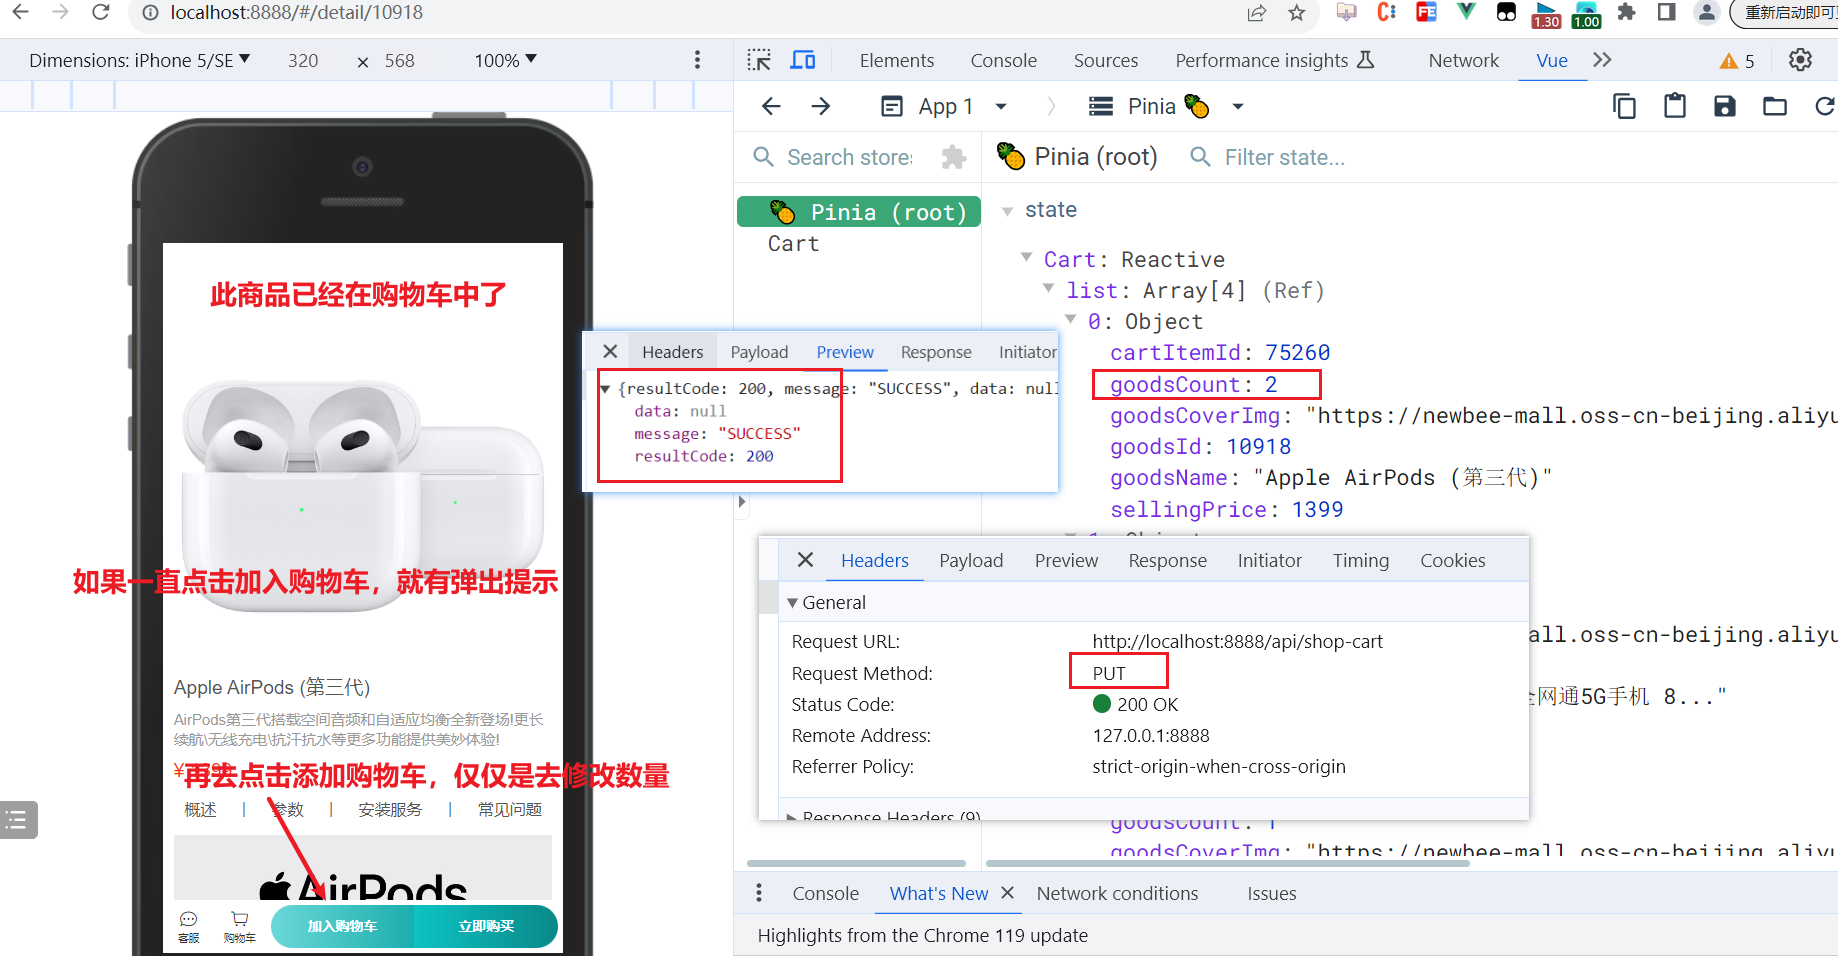 localhost:8888/#/detail/10918
1.30
1.00
重新启动即可
Dimensions: iPhone 5/SE ▼ 320 × 568 100% ▼
Elements Console Sources Performance insights Network Vue 5
App 1 Pinia
Search store
Pinia (root)
Filter state...
Pinia (root)
Cart
state
Cart: Reactive
list: Array[4] (Ref)
0: Object
cartItemId: 75260
goodsCount: 2
goodsCoverImg: "https://newbee-mall.oss-cn-beijing.aliyu
goodsId: 10918
goodsName: "Apple AirPods (第三代)"
sellingPrice: 1399
此商品已经在购物车中了
Headers Payload Preview Response Initiator
{resultCode: 200, message: "SUCCESS", data: null
data: null
message: "SUCCESS"
resultCode: 200
如果一直点击加入购物车，就有弹出提示
Headers Payload Preview Response Initiator Timing Cookies
General
Request URL: http://localhost:8888/api/shop-cart
Request Method: PUT
Status Code: 200 OK
Remote Address: 127.0.0.1:8888
Referrer Policy: strict-origin-when-cross-origin
Response Headers (9)
all.oss-cn-beijing.aliyu
全网通5G手机 8..."
goodsCount: 1
goodsCoverImg: "https://newbee-mall.oss-cn-beijing.aliyu
Apple AirPods (第三代)
AirPods第三代搭载空间音频和自适应均衡全新登场!更长
续航\无线充电\抗汗抗水等更多功能提供美妙体验!
再去点击添加购物车，仅仅是去修改数量
概述 | 参数 | 安装服务 | 常见问题
AirPods
客服
购物车
加入购物车
立即购买
Console What's New Network conditions Issues
Highlights from the Chrome 119 update